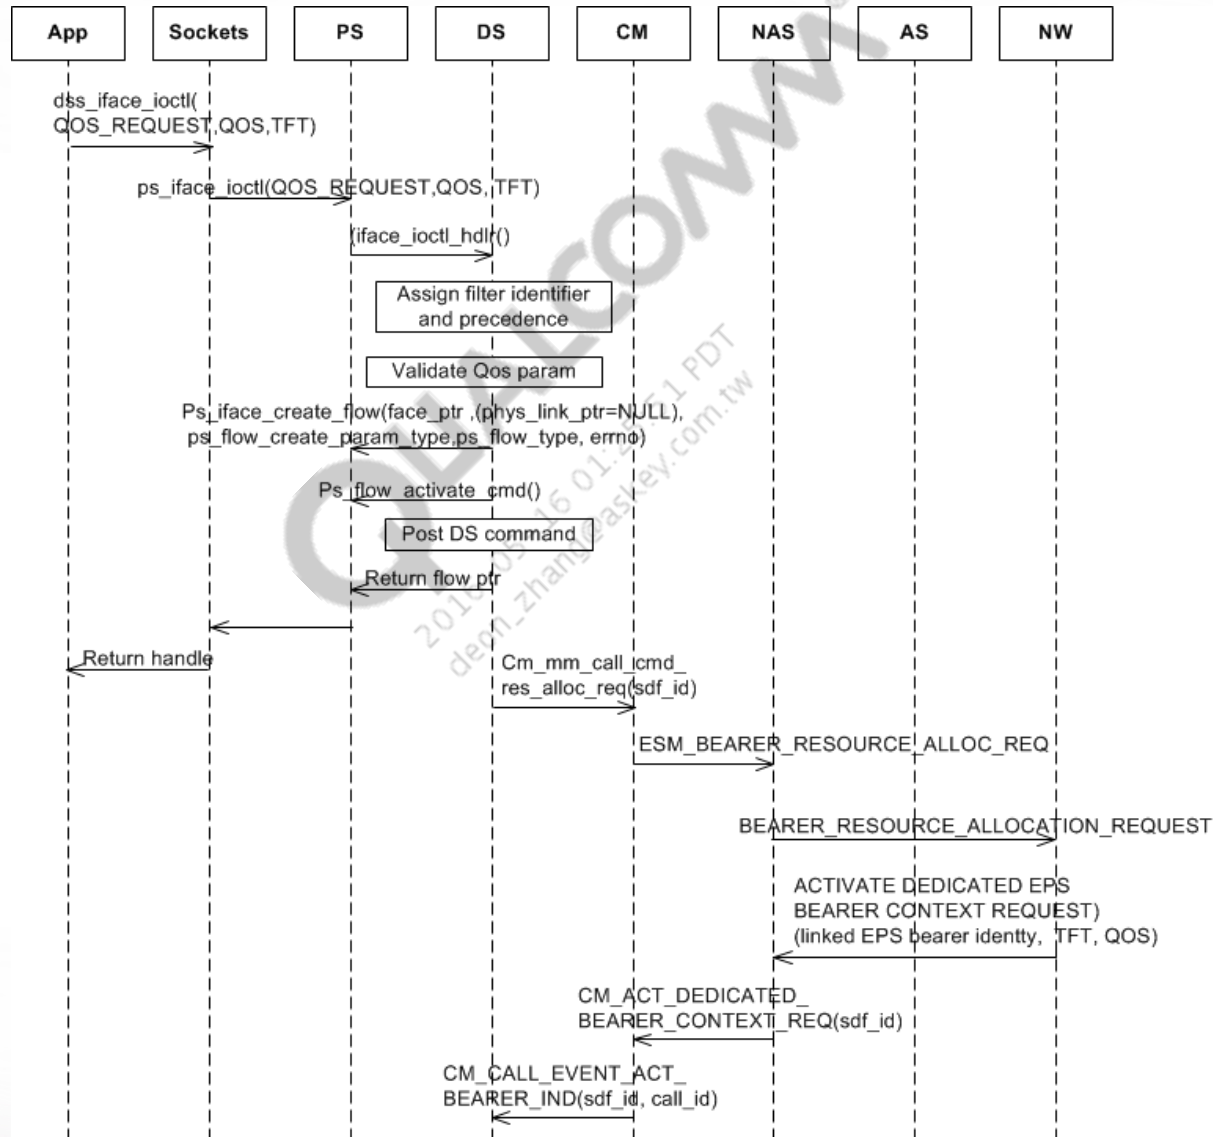 App Sockets PS DS CM NAS AS NW
dss_iface_ioctl(
QOS_REQUEST,QOS,TFT)
ps_iface_ioctl(QOS_REQUEST,QOS, TFT)
(iface_ioctl_hdlr()
Assign filter identifier
and precedence
Validate Qos param
Ps_iface_create_flow(face_ptr ,(phys_link_ptr=NULL),
ps_flow_create_param_type,ps_flow_type, errno)
Ps_flow_activate_cmd()
Post DS command
Return flow ptr
Return handle
Cm_mm_call_cmd_
res_alloc_req(sdf_id)
ESM_BEARER_RESOURCE_ALLOC_REQ
BEARER_RESOURCE_ALLOCATION_REQUEST
ACTIVATE DEDICATED EPS
BEARER CONTEXT REQUEST)
(linked EPS bearer identty, TFT, QOS)
CM_ACT_DEDICATED_
BEARER_CONTEXT_REQ(sdf_id)
CM_CALL_EVENT_ACT_
BEARER_IND(sdf_id, call_id)
QUALCOMM
PDT